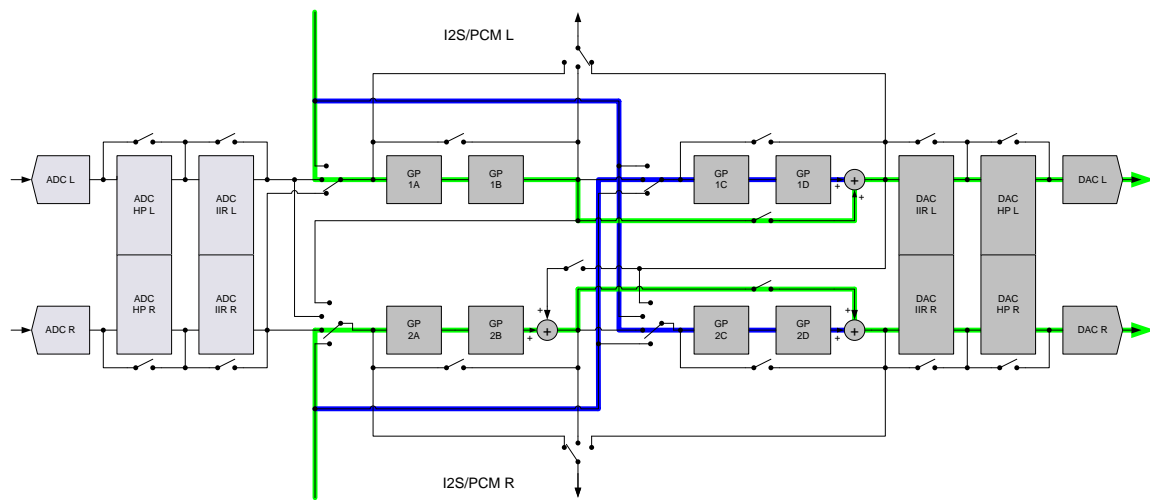 I2S/PCM L
ADC L
ADC
HP L
ADC
IIR L
GP
1A
GP
1B
GP
1C
GP
1D
+
+
+
DAC
IIR L
DAC
HP L
DAC L
ADC R
ADC
HP R
ADC
IIR R
GP
2A
GP
2B
+
+
+
GP
2C
GP
2D
+
+
+
DAC
IIR R
DAC
HP R
DAC R
I2S/PCM R